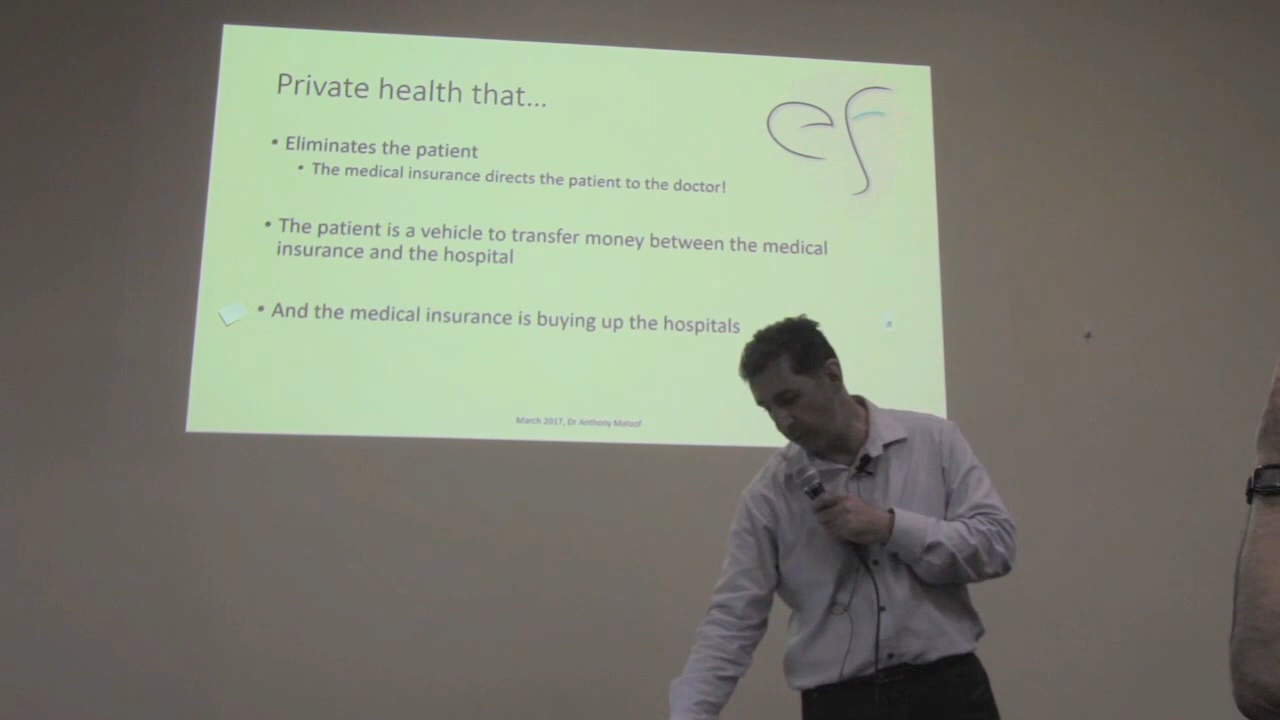 Private health that...
ef
• Eliminates the patient
• The medical insurance directs the patient to the doctor!
• The patient is a vehicle to transfer money between the medical
insurance and the hospital
• And the medical insurance is buying up the hospitals
March 2017, Dr Anthony Maloof